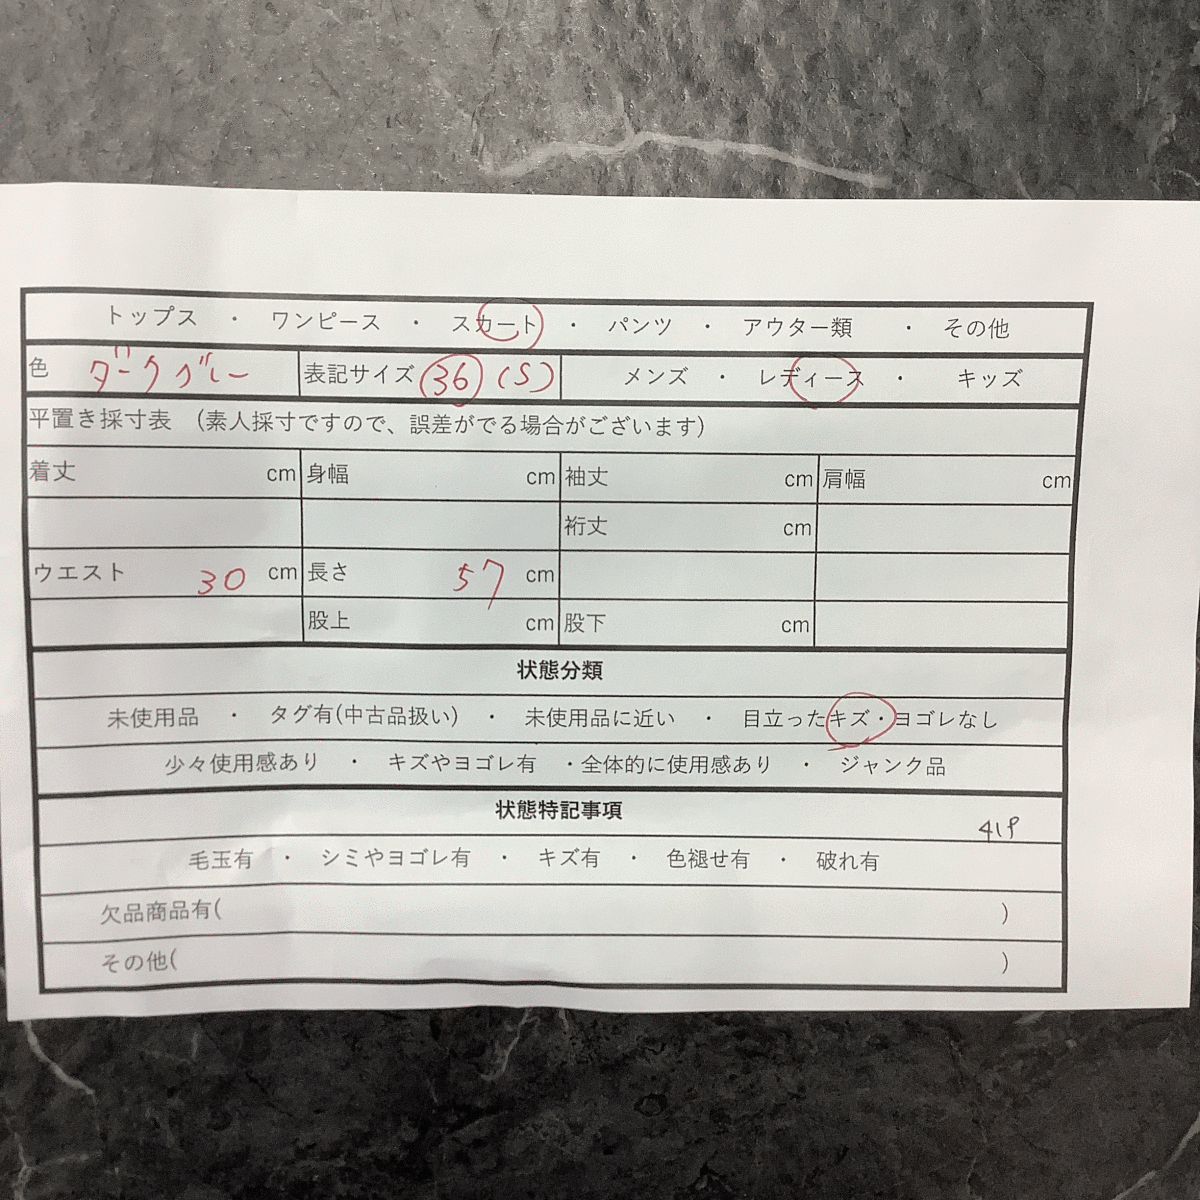 トップス ・ ワンピース ・ スカート ・ パンツ ・ アウター類 ・ その他
色 ダークグレー 表記サイズ 36 (S) メンズ ・ レディース ・ キッズ
平置き採寸表 (素人採寸ですので、誤差がでる場合がございます)
着丈 cm 身幅 cm 袖丈 cm 肩幅 cm
裄丈 cm
ウエスト 30 cm 長さ 57 cm
股上 cm 股下 cm
状態分類
未使用品 ・ タグ有(中古品扱い) ・ 未使用品に近い ・ 目立ったキズ・ヨゴレなし
少々使用感あり ・ キズやヨゴレ有 ・全体的に使用感あり ・ ジャンク品
状態特記事項
毛玉有 ・ シミやヨゴレ有 ・ キズ有 ・ 色褪せ有 ・ 破れ有
欠品商品有( )
その他( )